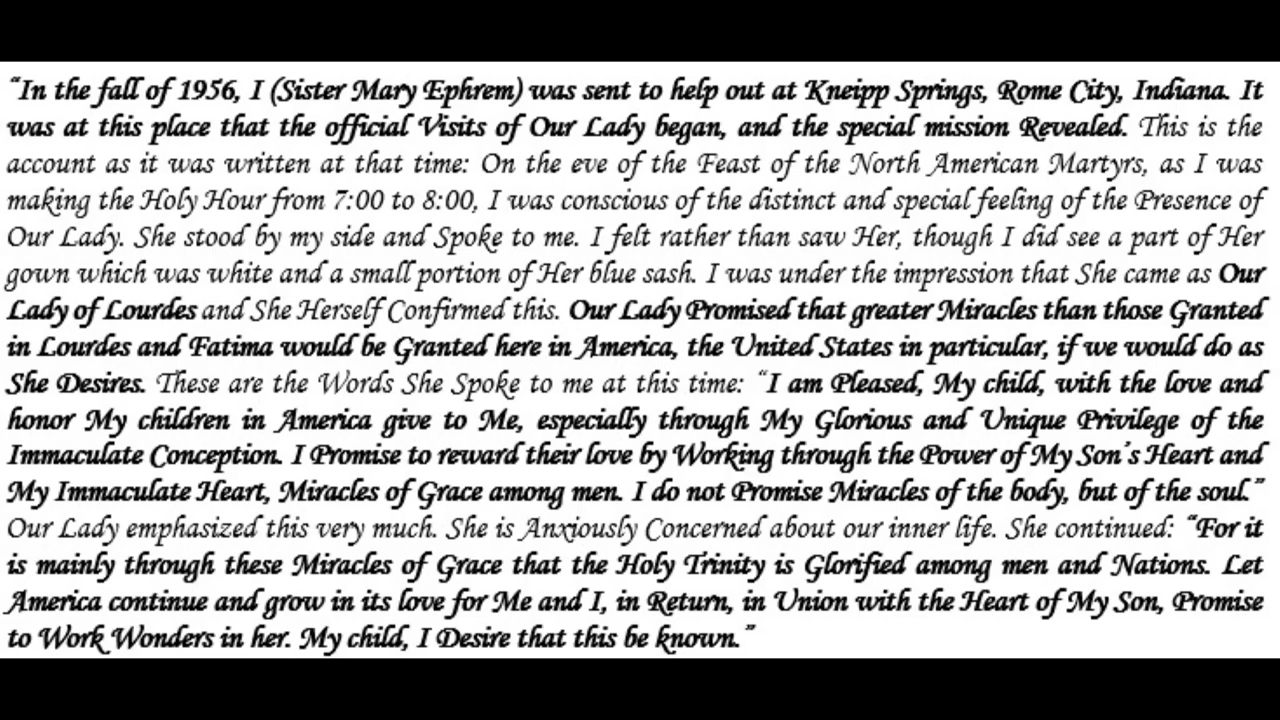 “In the fall of 1956, I (Sister Mary Ephrem) was sent to help out at Kneipp Springs, Rome City, Indiana. It
was at this place that the official Visits of Our Lady began, and the special mission Revealed. This is the
account as it was written at that time: On the eve of the Feast of the North American Martyrs, as I was
making the Holy Hour from 7:00 to 8:00, I was conscious of the distinct and special feeling of the Presence of
Our Lady. She stood by my side and Spoke to me. I felt rather than saw Her, though I did see a part of Her
gown which was white and a small portion of Her blue sash. I was under the impression that She came as Our
Lady of Lourdes and She Herself Confirmed this. Our Lady Promised that greater Miracles than those Granted
in Lourdes and Fatima would be Granted here in America, the United States in particular, if we would do as
She Desires. These are the Words She Spoke to me at this time: “I am Pleased, My child, with the love and
honor My children in America give to Me, especially through My Glorious and Unique Privilege of the
Immaculate Conception. I Promise to reward their love by Working through the Power of My Son’s Heart and
My Immaculate Heart, Miracles of Grace among men. I do not Promise Miracles of the body, but of the soul.”
Our Lady emphasized this very much. She is Anxiously Concerned about our inner life. She continued: “For it
is mainly through these Miracles of Grace that the Holy Trinity is Glorified among men and Nations. Let
America continue and grow in its love for Me and I, in Return, in Union with the Heart of My Son, Promise
to Work Wonders in her. My child, I Desire that this be known.”